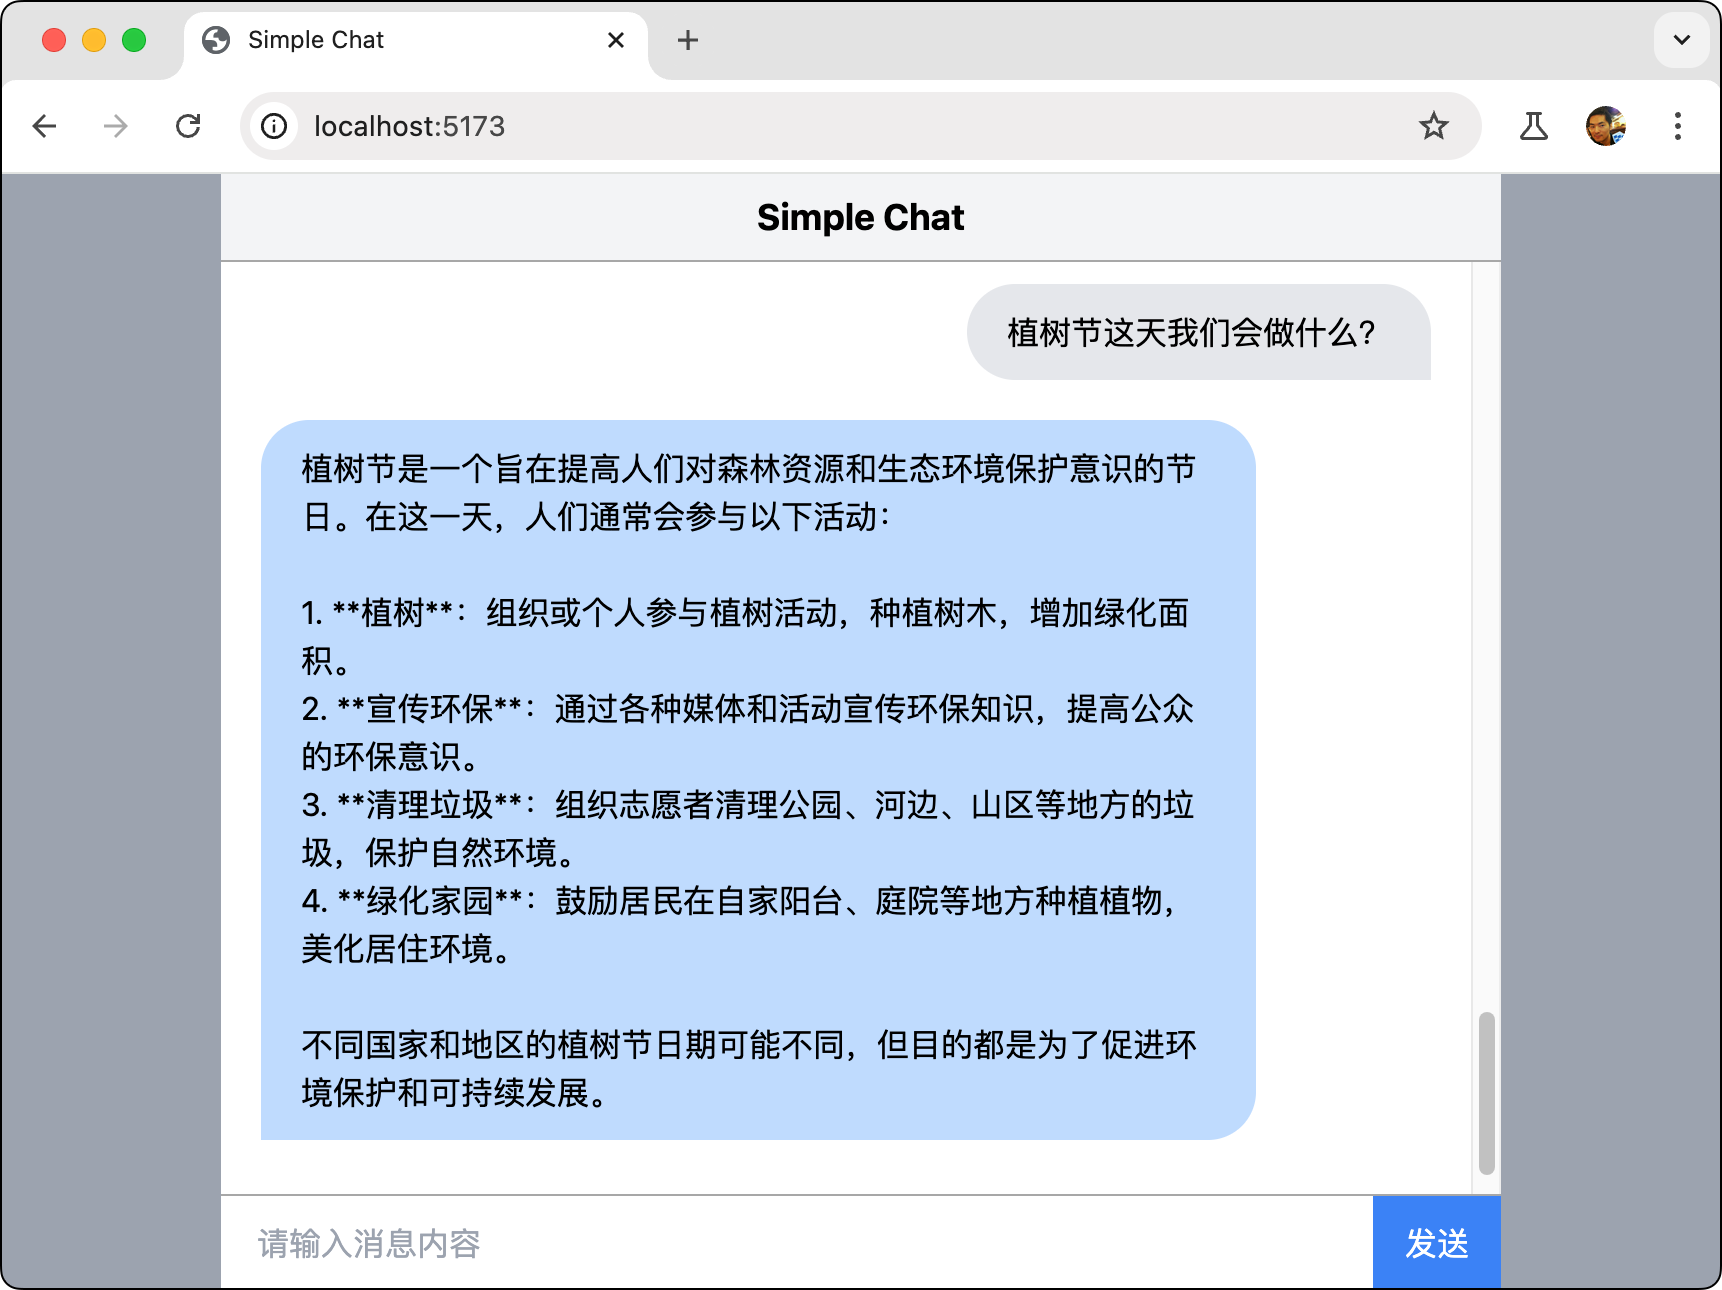 Simple Chat
localhost:5173
Simple Chat
植树节这天我们会做什么?
植树节是一个旨在提高人们对森林资源和生态环境保护意识的节
日。在这一天，人们通常会参与以下活动：
1. **植树**：组织或个人参与植树活动，种植树木，增加绿化面
积。
2. **宣传环保**：通过各种媒体和活动宣传环保知识，提高公众
的环保意识。
3. **清理垃圾**：组织志愿者清理公园、河边、山区等地方的垃
圾，保护自然环境。
4. **绿化家园**：鼓励居民在自家阳台、庭院等地方种植植物，
美化居住环境。
不同国家和地区的植树节日期可能不同，但目的都是为了促进环
境保护和可持续发展。
请输入消息内容
发送